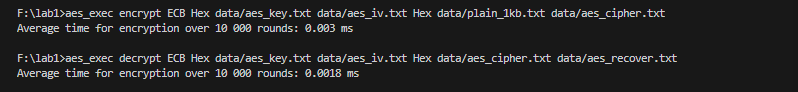 F:\lab1>aes_exec encrypt ECB Hex data/aes_key.txt data/aes_iv.txt Hex data/plain_1kb.txt data/aes_cipher.txt
Average time for encryption over 10 000 rounds: 0.003 ms
F:\lab1>aes_exec decrypt ECB Hex data/aes_key.txt data/aes_iv.txt Hex data/aes_cipher.txt data/aes_recover.txt
Average time for encryption over 10 000 rounds: 0.0018 ms